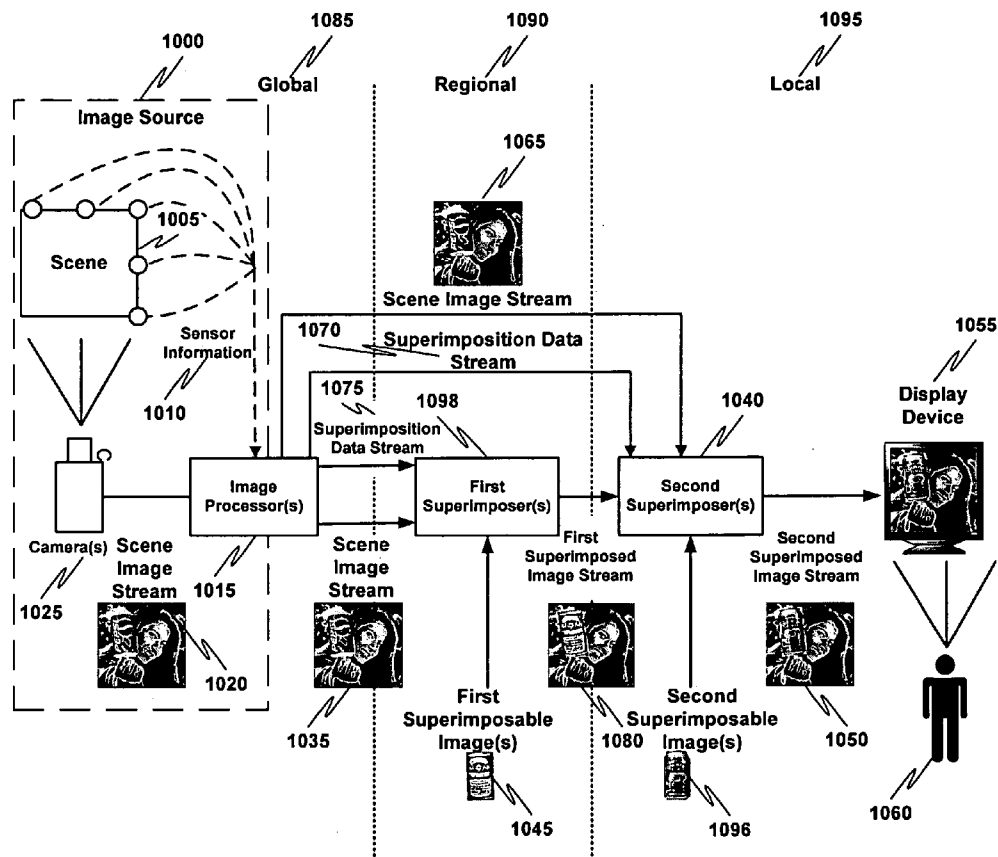 1085
1090
1095
1000
Global
Regional
Local
Image Source
1065
1005
Scene
Scene Image Stream
Sensor
Information
1070
Superimposition Data
Stream
1055
1010
1075
1098
1040
Display
Device
Superimposition
Data Stream
Image
Processor(s)
First
Superimposer(s)
Second
Superimposer(s)
Camera(s)
Scene
Image
Stream
1015
Scene
Image
Stream
First
Superimposed
Image Stream
Second
Superimposed
Image Stream
1025
1020
1035
First
Superimposable
Image(s)
1080
Second
Superimposable
Image(s)
1050
1045
1096
1060